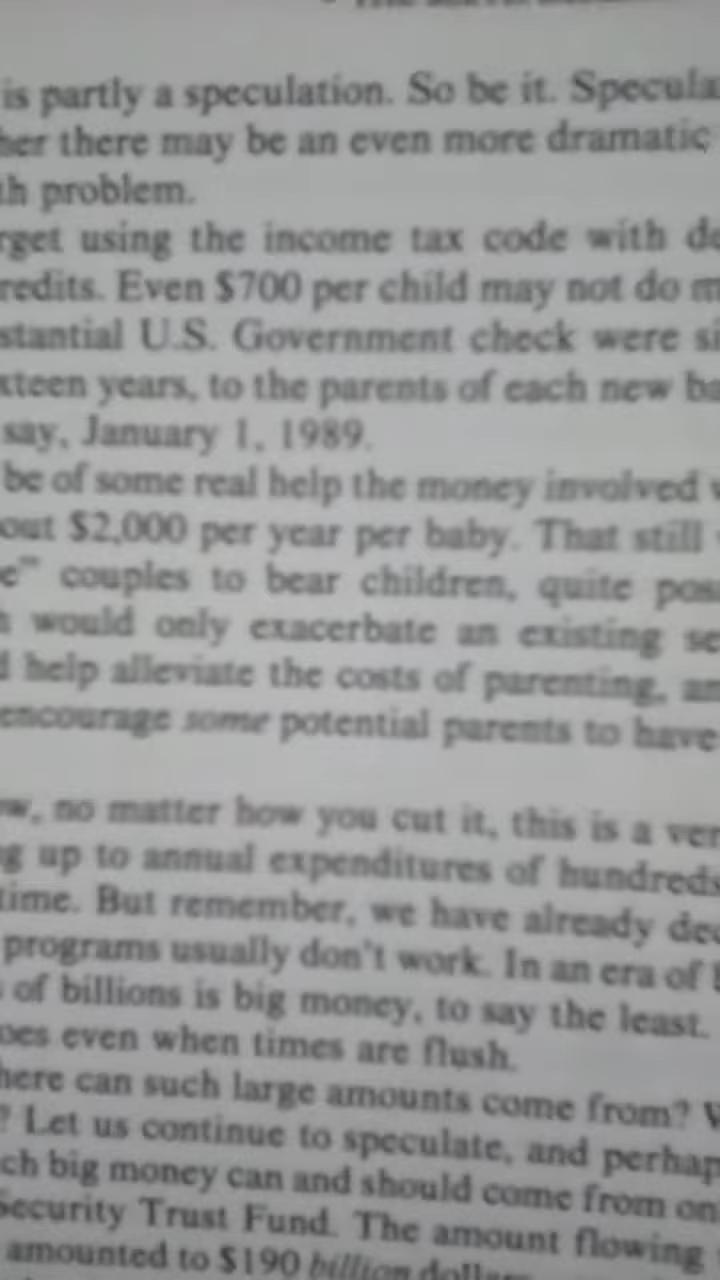 is partly a speculation. So be it. Specula
her there may be an even more dramatic
th problem.
rget using the income tax code with de
redits. Even $700 per child may not do m
stantial U.S. Government check were si
xteen years, to the parents of each new ba
say, January 1, 1989.
be of some real help the money involved
out $2,000 per year per baby. That still
e" couples to bear children, quite poss
h would only exacerbate an existing se
d help alleviate the costs of parenting, an
encourage some potential parents to have
w, no matter how you cut it, this is a ver
g up to annual expenditures of hundreds
time. But remember, we have already dec
programs usually don't work. In an era of
s of billions is big money, to say the least.
oes even when times are flush.
here can such large amounts come from? W
? Let us continue to speculate, and perhap
ch big money can and should come from on
Security Trust Fund. The amount flowing
amounted to $190 billion dollars